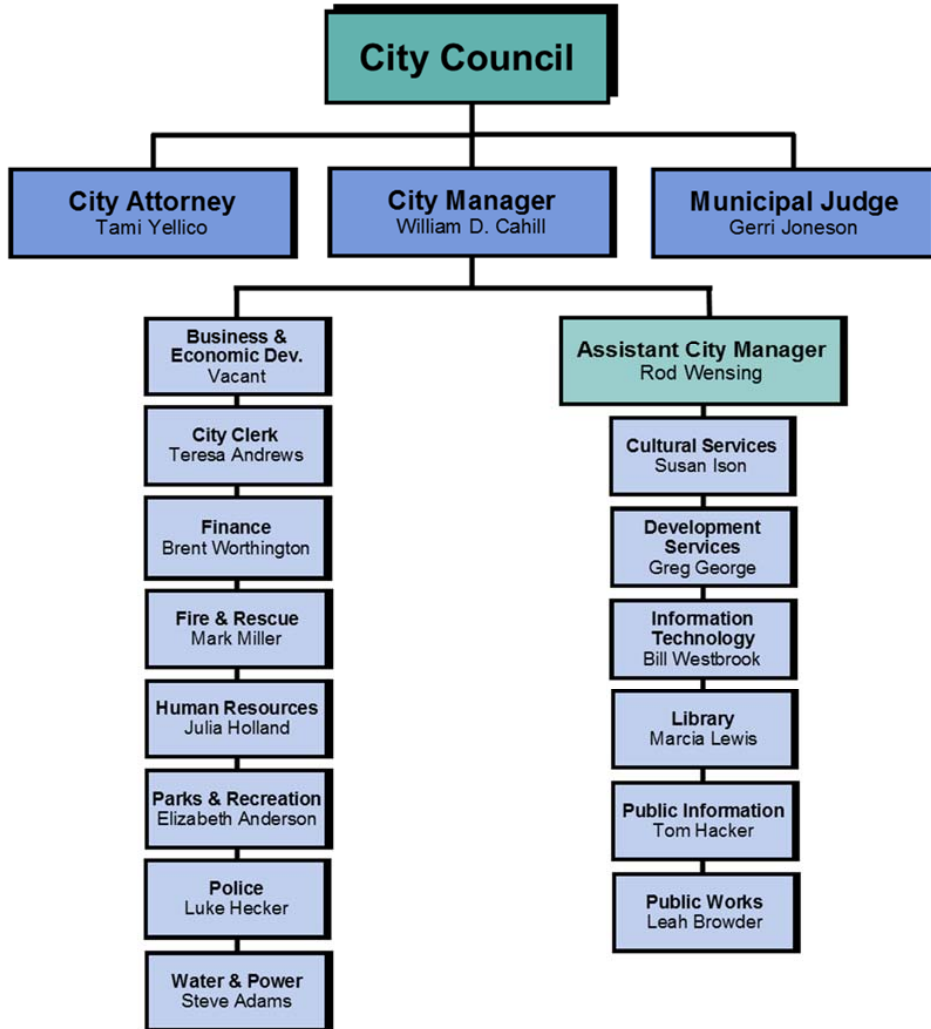 City Council
City Attorney
Tami Yellico
City Manager
William D. Cahill
Municipal Judge
Gerri Joneson
Business &
Economic Dev.
Vacant
City Clerk
Teresa Andrews
Finance
Brent Worthington
Fire & Rescue
Mark Miller
Human Resources
Julia Holland
Parks & Recreation
Elizabeth Anderson
Police
Luke Hecker
Water & Power
Steve Adams
Assistant City Manager
Rod Wensing
Cultural Services
Susan Ison
Development
Services
Greg George
Information
Technology
Bill Westbrook
Library
Marcia Lewis
Public Information
Tom Hacker
Public Works
Leah Browder